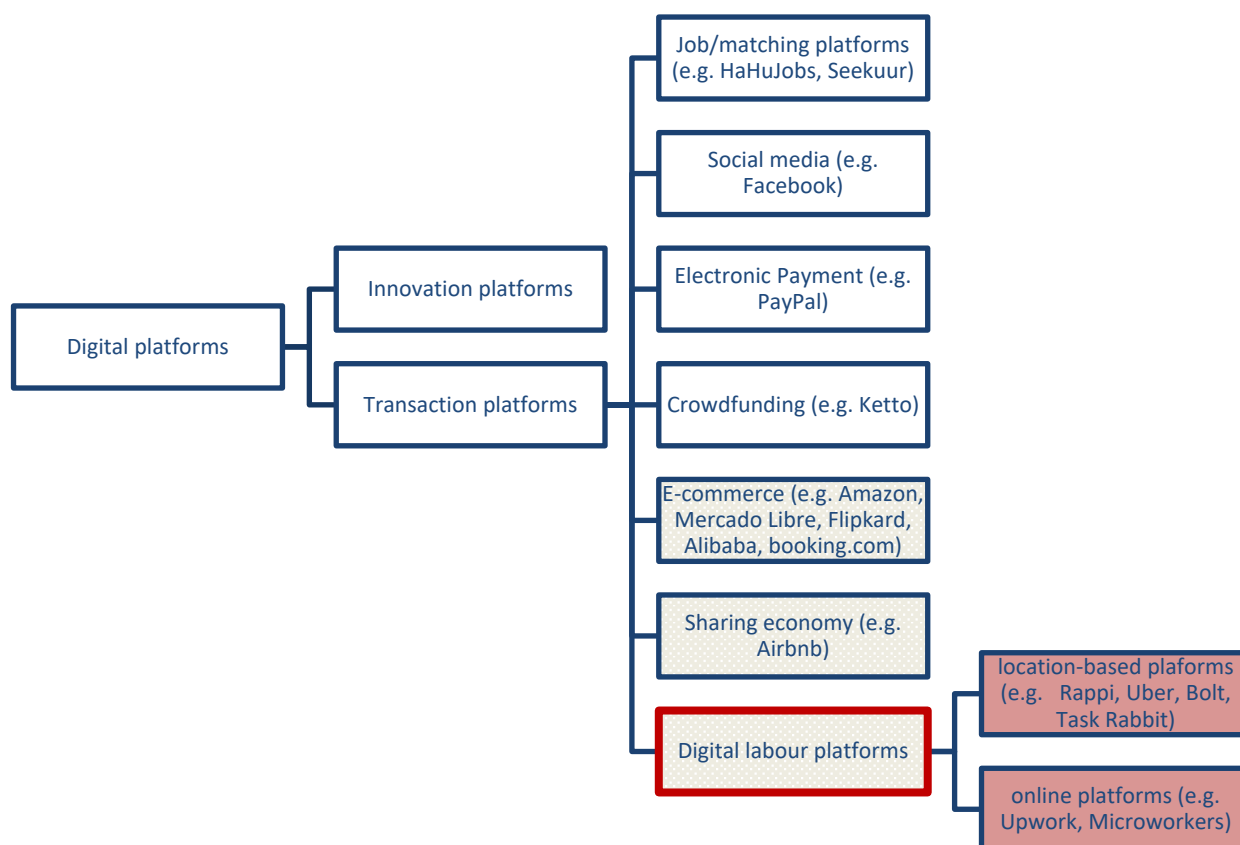 Job/matching platforms
(e.g. HaHuJobs, Seekuur)
Social media (e.g.
Facebook)
Innovation platforms
Electronic Payment (e.g.
PayPal)
Digital platforms
Transaction platforms
Crowdfunding (e.g. Ketto)
E-commerce (e.g. Amazon,
Mercado Libre, Flipkard,
Alibaba, booking.com)
Sharing economy (e.g.
Airbnb)
Digital labour platforms
location-based plaforms
(e.g. Rappi, Uber, Bolt,
Task Rabbit)
online platforms (e.g.
Upwork, Microworkers)